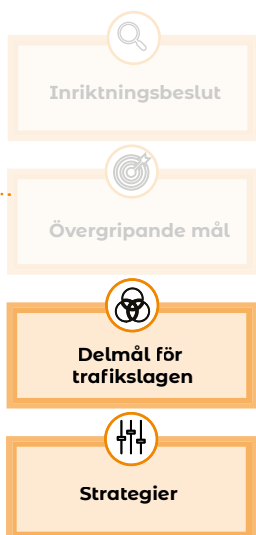 Inriktningsbeslut
Övergripande mål
Delmål för
trafikslagen
Strategier